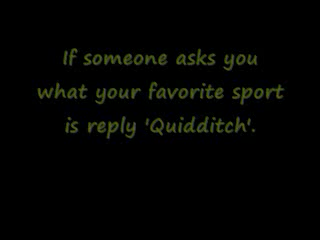 If someone asks you
what your favorite sport
is reply 'Quidditch'.